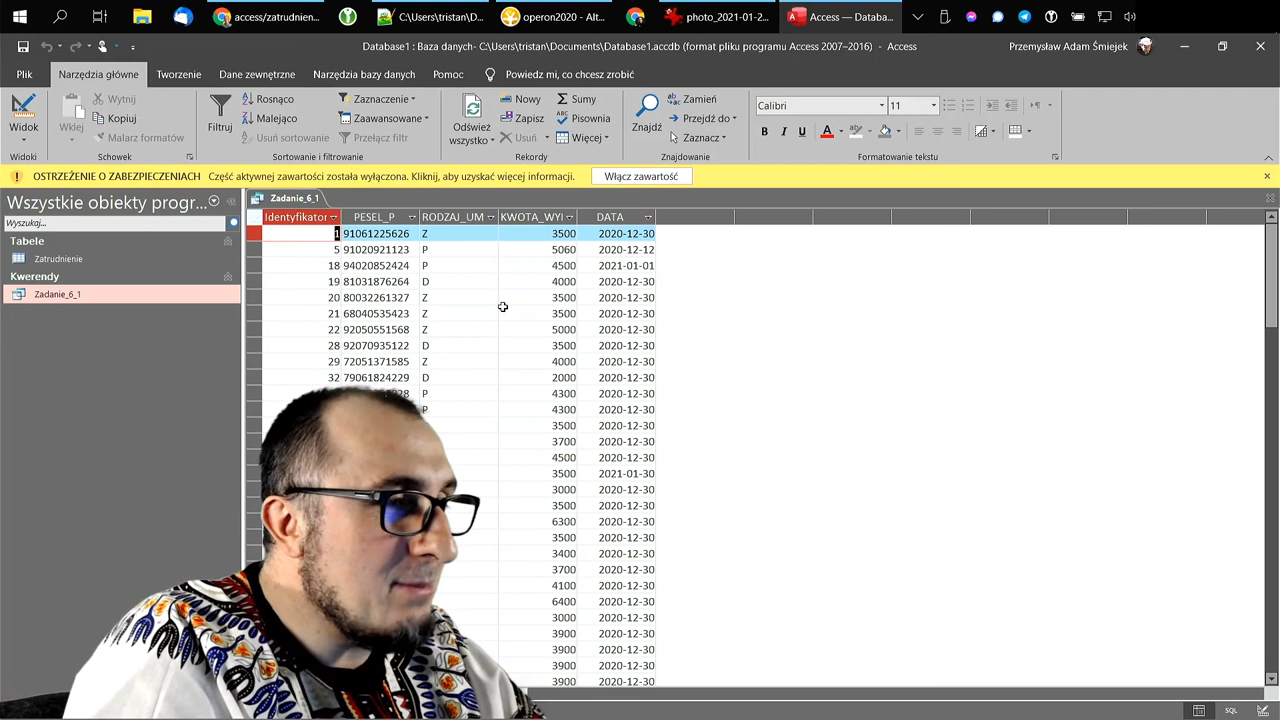 access/zatrudnien...
C:\Users\tristan\D...
operon2020 - Alt...
photo_2021-01-2...
Access — Databa...
Database1 : Baza danych- C:\Users\tristan\Documents\Database1.accdb (format pliku programu Access 2007–2016) - Access
Przemysław Adam Śmiejek
Plik
Narzędzia główne
Tworzenie
Dane zewnętrzne
Narzędzia bazy danych
Pomoc
Powiedz mi, co chcesz zrobić
Widok
Wklej
Wytnij
Kopiuj
Malarz formatów
Filtruj
Rosnąco
Malejąco
Usuń sortowanie
Zaznaczenie
Zaawansowane
Przełącz filtr
Odśwież
wszystko
Nowy
Zapisz
Usuń
Sumy
Pisownia
Więcej
Znajdź
Zamień
Przejdź do
Zaznacz
Calibri
11
B I U A
Widoki
Schowek
Sortowanie i filtrowanie
Rekordy
Znajdowanie
Formatowanie tekstu
OSTRZEŻENIE O ZABEZPIECZENIACH Część aktywnej zawartości została wyłączona. Kliknij, aby uzyskać więcej informacji.
Włącz zawartość
Wszystkie obiekty progr...
Wyszukaj...
Tabele
Zatrudnienie
Kwerendy
Zadanie_6_1
Zadanie_6_1
Identyfikator PESEL_P RODZAJ_UM KWOTA_WYI DATA
1 91061225626 Z 3500 2020-12-30
5 91020921123 P 5060 2020-12-12
18 94020852424 P 4500 2021-01-01
19 81031876264 D 4000 2020-12-30
20 80032261327 Z 3500 2020-12-30
21 68040535423 Z 3500 2020-12-30
22 92050551568 Z 5000 2020-12-30
28 92070935122 D 3500 2020-12-30
29 72051371585 Z 4000 2020-12-30
32 79061824229 D 2000 2020-12-30
P 4300 2020-12-30
P 4300 2020-12-30
3500 2020-12-30
3700 2020-12-30
4500 2020-12-30
3500 2021-01-30
3000 2020-12-30
3500 2020-12-30
6300 2020-12-30
3500 2020-12-30
3400 2020-12-30
3700 2020-12-30
4100 2020-12-30
6400 2020-12-30
3000 2020-12-30
3900 2020-12-30
3900 2020-12-30
3900 2020-12-30
3900 2020-12-30
SQL